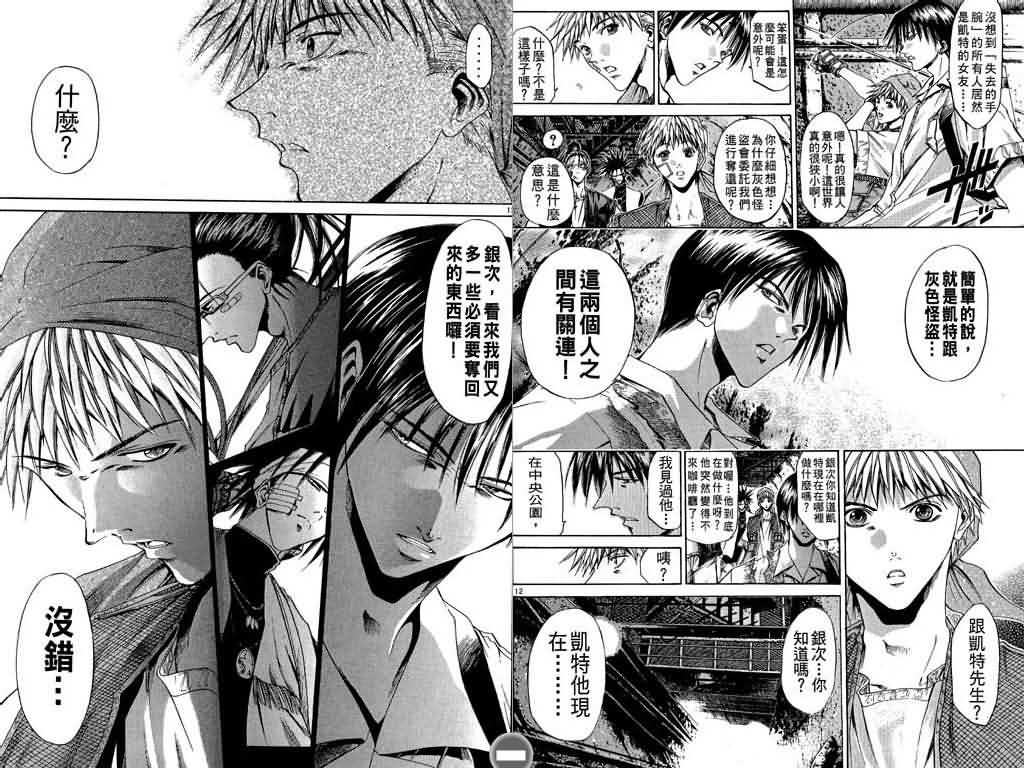 沒想到「失去的手
腕」的所有人居然
是凱特的女友……
嗯！真的很讓人
意外呢！這世界
真的很狹小啊！
笨蛋！這怎
麼可能會是
意外呢？
什麼？不是
這樣子嗎？
你仔細想想…
為什麼灰色怪
盜會委託我們
進行奪還呢？
？
這是什麼
意思？
簡單的說，
就是凱特跟
灰色怪盜…
這兩個人之
間有關連！
跟凱特先生？
銀次你知道凱
特現在在哪裡
做什麼嗎？
對喔…他到底
在做什麼呀？
他突然變得不
來咖啡廳了…
我見過他…
在中央公園，
咦？
銀次…你
知道嗎？
凱特他現
在………
12
……
什麼？
銀次，看來我們又
多一些必須要奪回
來的東西囉！
沒錯…